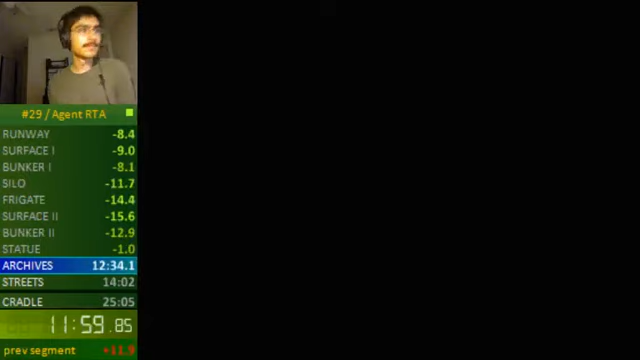 #29 / Agent RTA
RUNWAY -8.4
SURFACE I -9.0
BUNKER I -8.1
SILO -11.7
FRIGATE -14.4
SURFACE II -15.6
BUNKER II -12.9
STATUE -1.0
ARCHIVES 12:34.1
STREETS 14:02
CRADLE 25:05
11:59.85
prev segment +11.9